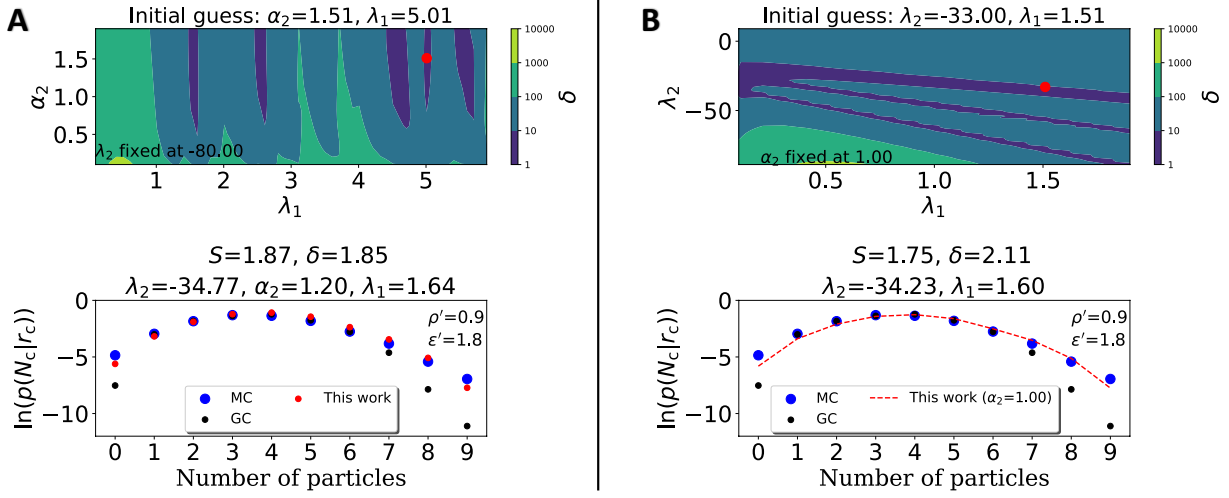 A
Initial guess: α₂=1.51, λ₁=5.01
α₂
1.5
1.0
0.5
λ₂ fixed at -80.00
1 2 3 4 5
λ₁
10000
1000
100
10
1
δ
S=1.87, δ=1.85
λ₂=-34.77, α₂=1.20, λ₁=1.64
ln(p(N_c|r_c))
0
−5
−10
ρ′=0.9
ε′=1.8
MC
GC
This work
0 1 2 3 4 5 6 7 8 9
Number of particles
B
Initial guess: λ₂=-33.00, λ₁=1.51
λ₂
0
−50
α₂ fixed at 1.00
0.5 1.0 1.5
λ₁
10000
1000
100
10
1
δ
S=1.75, δ=2.11
λ₂=-34.23, λ₁=1.60
ln(p(N_c|r_c))
0
−5
−10
ρ′=0.9
ε′=1.8
MC
GC
This work (α₂=1.00)
0 1 2 3 4 5 6 7 8 9
Number of particles